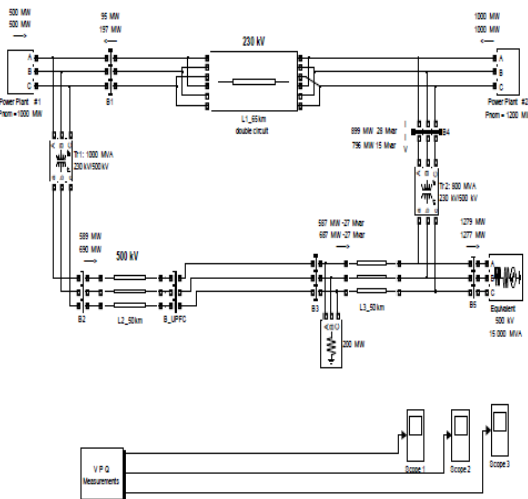 500 MW
500 MW
95 MW
197 MW
230 kV
1000 MW
1000 MW
A
B
C
A
B
C
Power Plant #1
Pnom = 1000 MW
B1
L1_65km
double circuit
Power Plant #2
Pnom = 1200 MW
899 MW 28 Mvar
796 MW 15 Mvar
B4
Tr1: 1000 MVA
230 kV/500 kV
Tr2: 800 MVA
230 kV/500 kV
589 MW
690 MW
500 kV
587 MW -27 Mvar
687 MW -27 Mvar
1279 MW
1277 MW
A
B
C
B2
L2_50km
B_UPFC
B3
L3_50km
B5
Equivalent
500 kV
15 000 MVA
200 MW
V P Q
Measurements
Scope 1
Scope 2
Scope 3